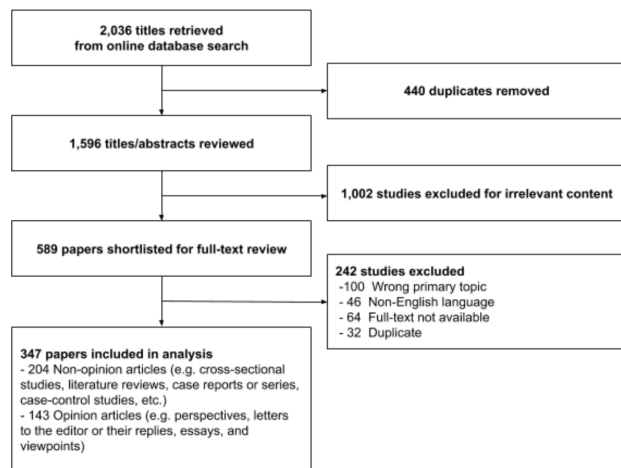 2,036 titles retrieved
from online database search
440 duplicates removed
1,596 titles/abstracts reviewed
1,002 studies excluded for irrelevant content
589 papers shortlisted for full-text review
242 studies excluded
-100 Wrong primary topic
- 46 Non-English language
- 64 Full-text not available
- 32 Duplicate
347 papers included in analysis
- 204 Non-opinion articles (e.g. cross-sectional
studies, literature reviews, case reports or series,
case-control studies, etc.)
- 143 Opinion articles (e.g. perspectives, letters
to the editor or their replies, essays, and
viewpoints)